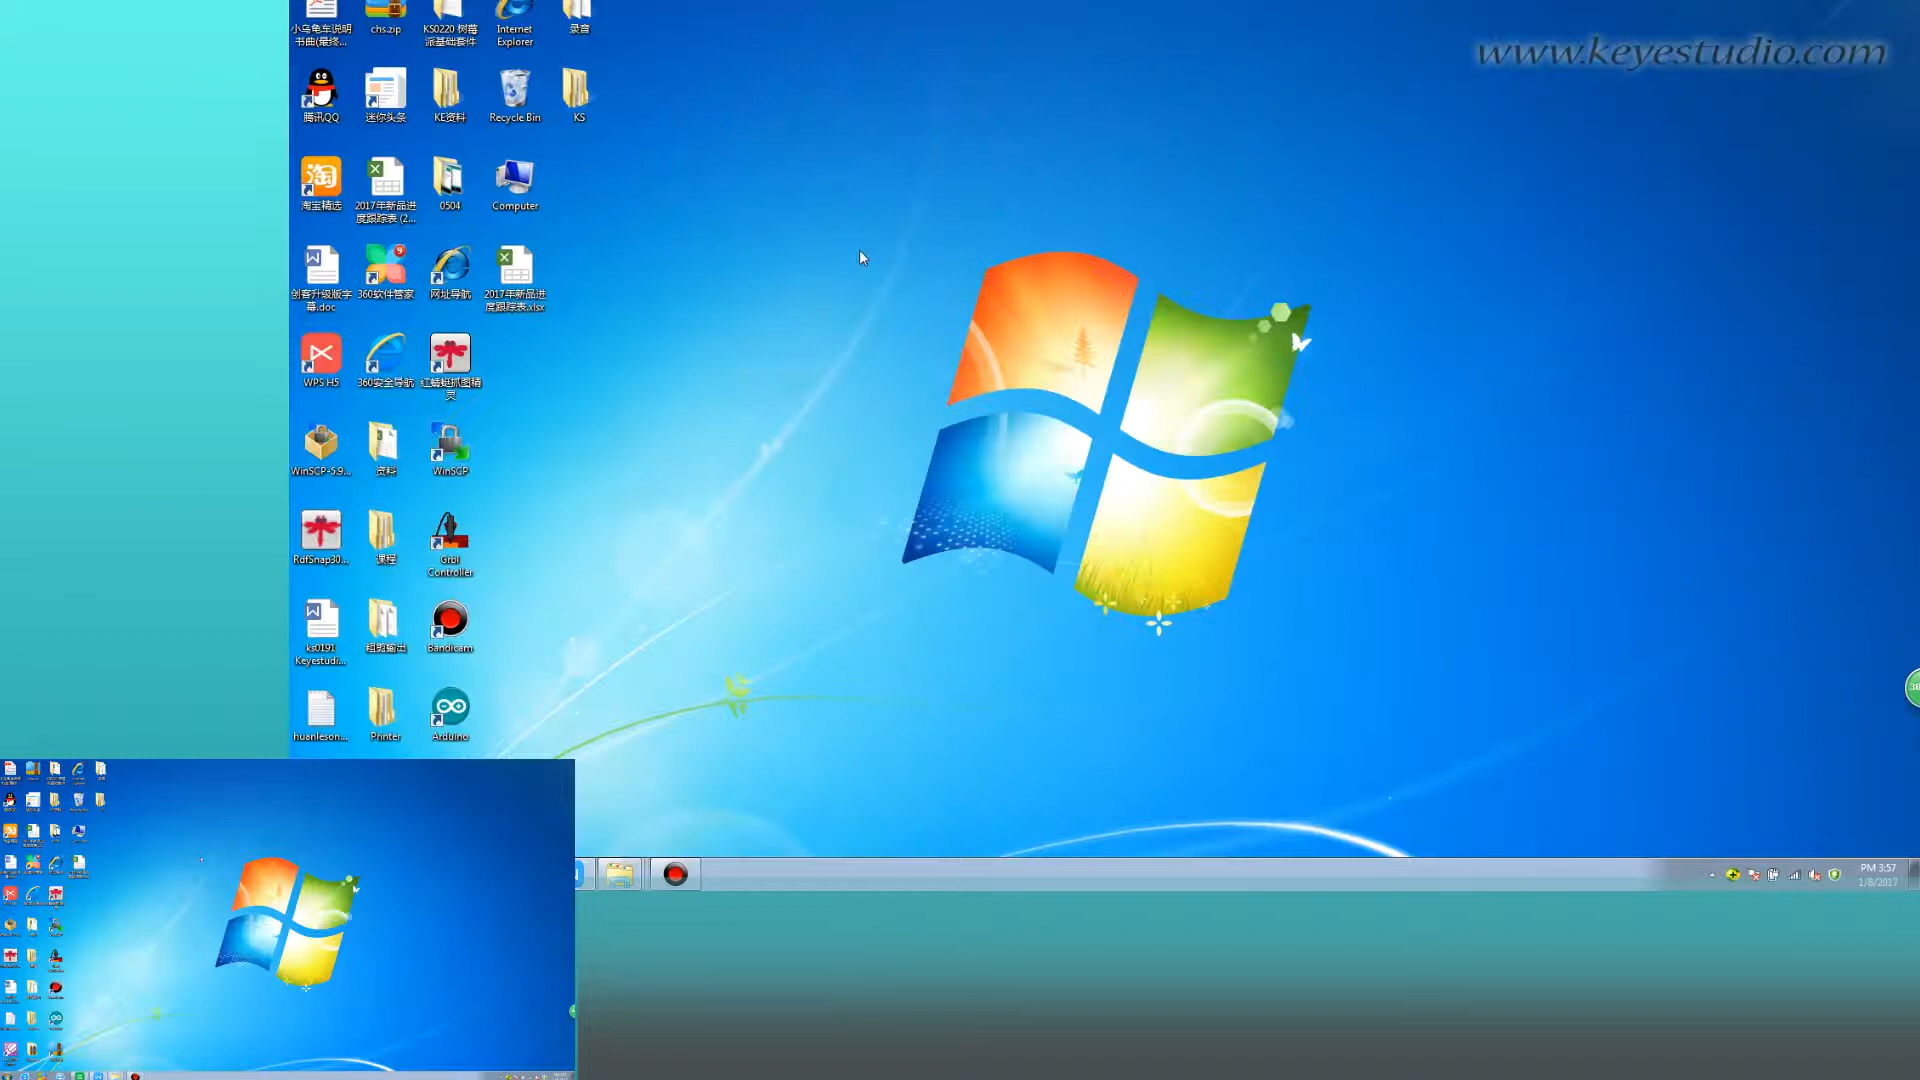 www.keyestudio.com
小乌龟车说明
书曲(最终...
chs.zip
KS0220 树莓
派基础套件
Internet
Explorer
录音
腾讯QQ
迷你头条
KE资料
Recycle Bin
KS
淘宝精选
2017年新品进
度跟踪表 (2...
0504
Computer
创客升级版字
幕.doc
360软件管家
9
网址导航
2017年新品进
度跟踪表.xlsx
WPS H5
360安全导航
红蜻蜓抓图精
灵
WinSCP-5.9...
资料
WinSCP
RdfSnap30...
课程
Grbl
Controller
ks0191
Keyestudi...
粗剪输出
Bandicam
huanleson...
Printer
Arduino
PM 3:57
1/8/2017